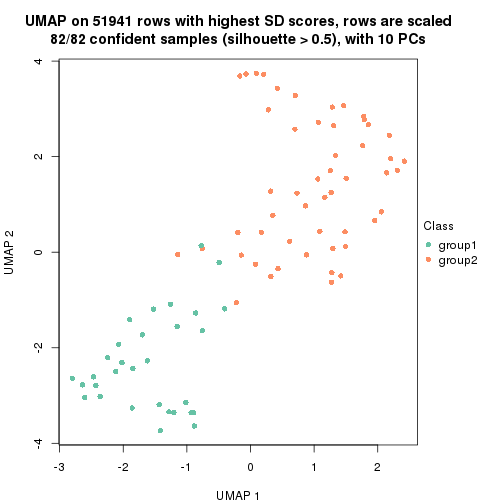 UMAP on 51941 rows with highest SD scores, rows are scaled
82/82 confident samples (silhouette > 0.5), with 10 PCs
4
2
0
-2
-4
UMAP 2
-3
-2
-1
0
1
2
UMAP 1
Class
group1
group2